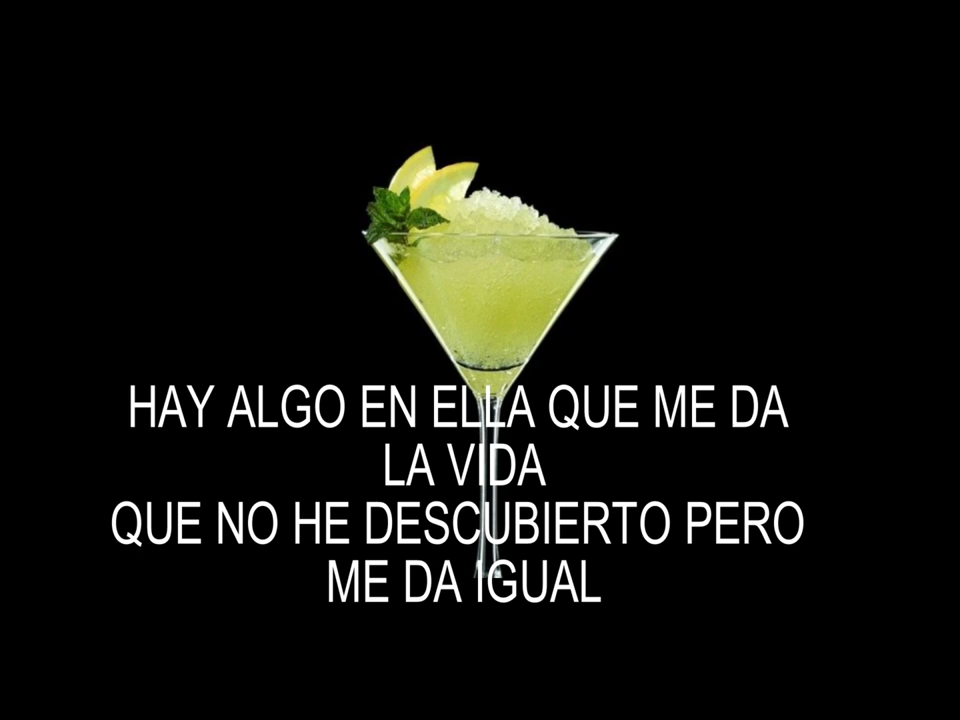 HAY ALGO EN ELLA QUE ME DA
LA VIDA
QUE NO HE DESCUBIERTO PERO
ME DA IGUAL